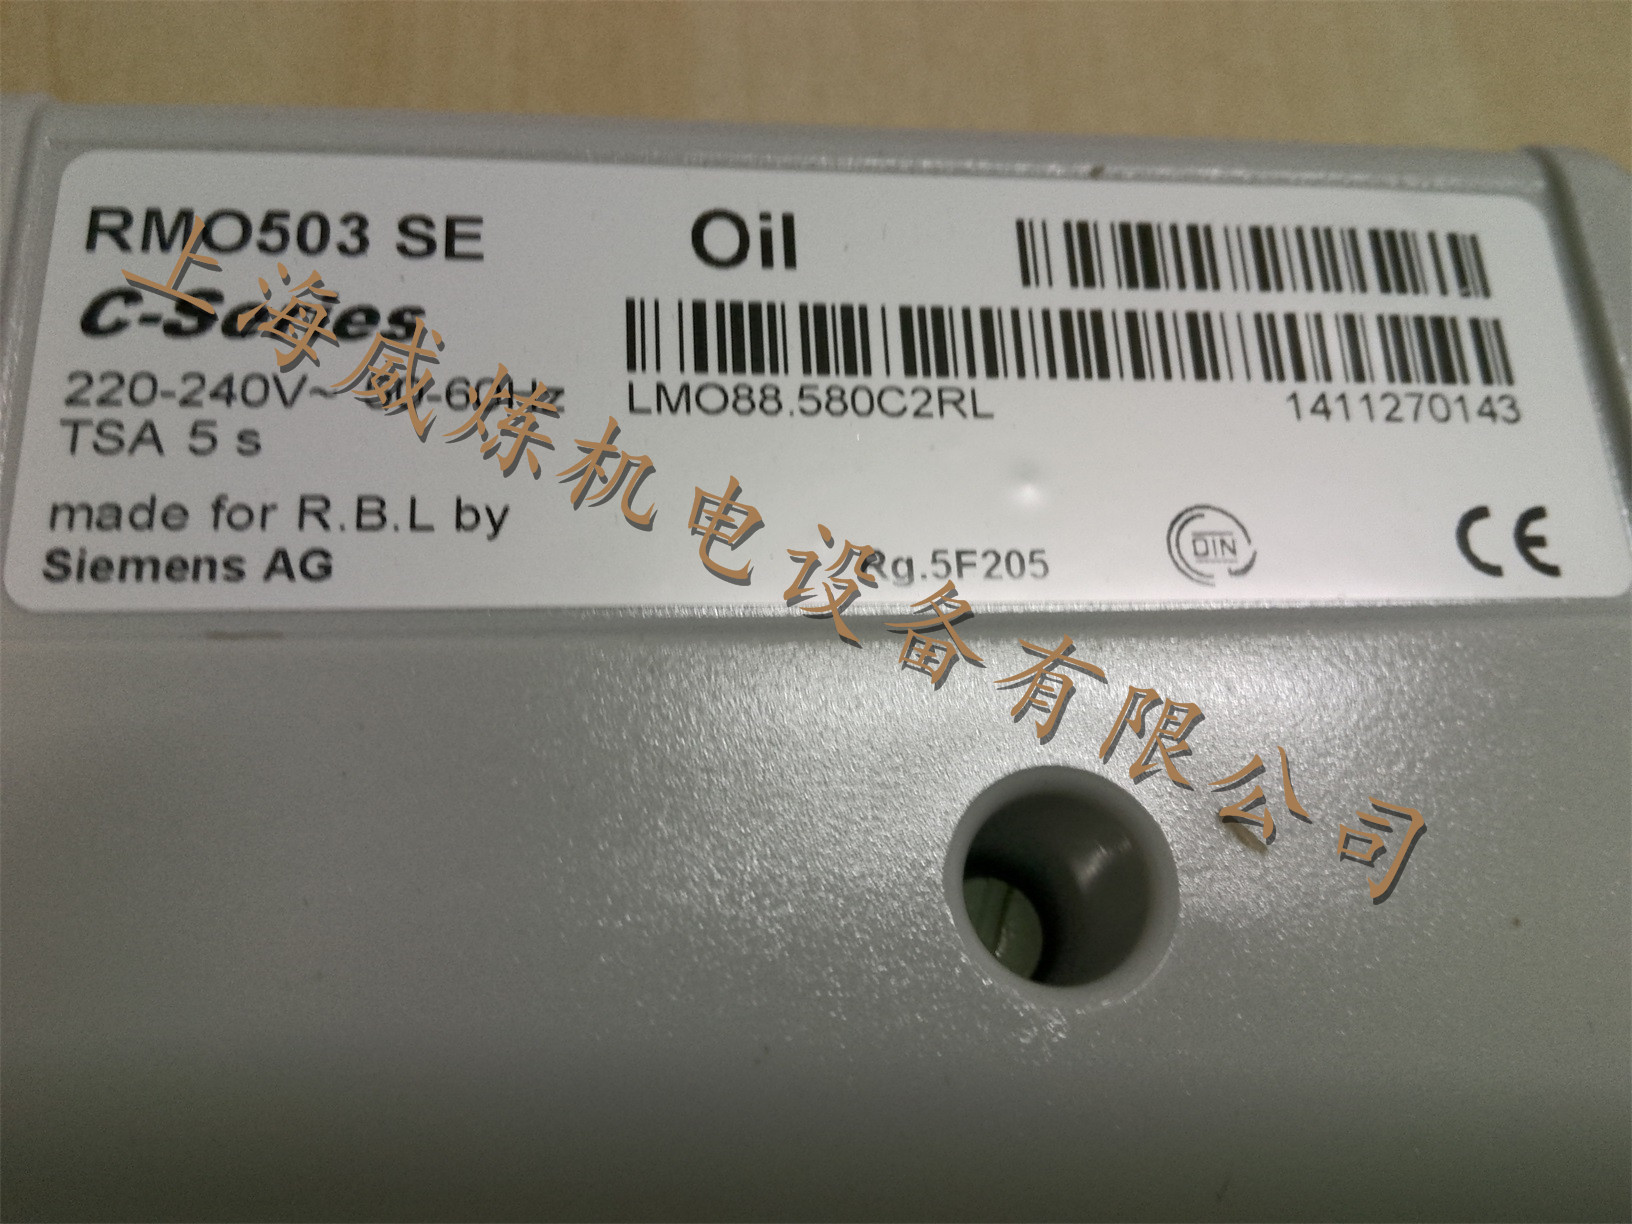 RMO503 SE
Oil
C-Series
220-240V~ 50-60Hz
LMO88.580C2RL
1411270143
TSA 5 s
made for R.B.L by
Siemens AG
Rg.5F205
DIN
CE
上海威炼机电设备有限公司